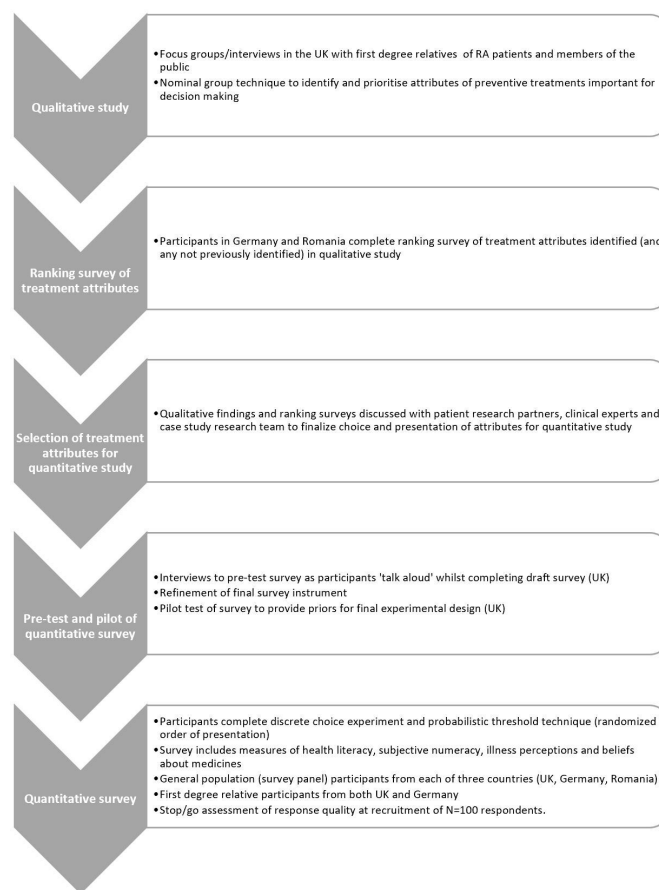 Qualitative study
•Focus groups/interviews in the UK with first degree relatives of RA patients and members of the
public
•Nominal group technique to identify and prioritise attributes of preventive treatments important for
decision making
Ranking survey of
treatment attributes
•Participants in Germany and Romania complete ranking survey of treatment attributes identified (and
any not previously identified) in qualitative study
Selection of treatment
attributes for
quantitative study
•Qualitative findings and ranking surveys discussed with patient research partners, clinical experts and
case study research team to finalize choice and presentation of attributes for quantitative study
Pre-test and pilot of
quantitative survey
•Interviews to pre-test survey as participants 'talk aloud' whilst completing draft survey (UK)
•Refinement of final survey instrument
•Pilot test of survey to provide priors for final experimental design (UK)
Quantitative survey
•Participants complete discrete choice experiment and probabilistic threshold technique (randomized
order of presentation)
•Survey includes measures of health literacy, subjective numeracy, illness perceptions and beliefs
about medicines
•General population (survey panel) participants from each of three countries (UK, Germany, Romania)
•First degree relative participants from both UK and Germany
•Stop/go assessment of response quality at recruitment of N=100 respondents.